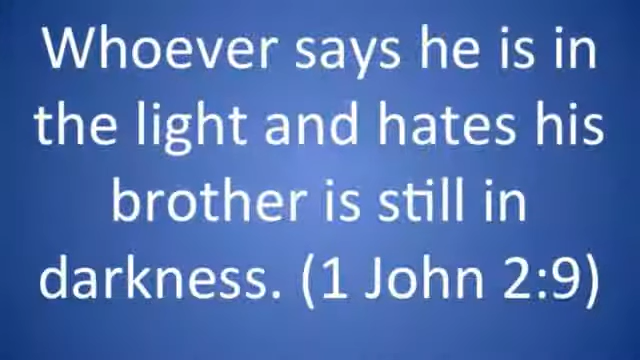 Whoever says he is in
the light and hates his
brother is still in
darkness. (1 John 2:9)